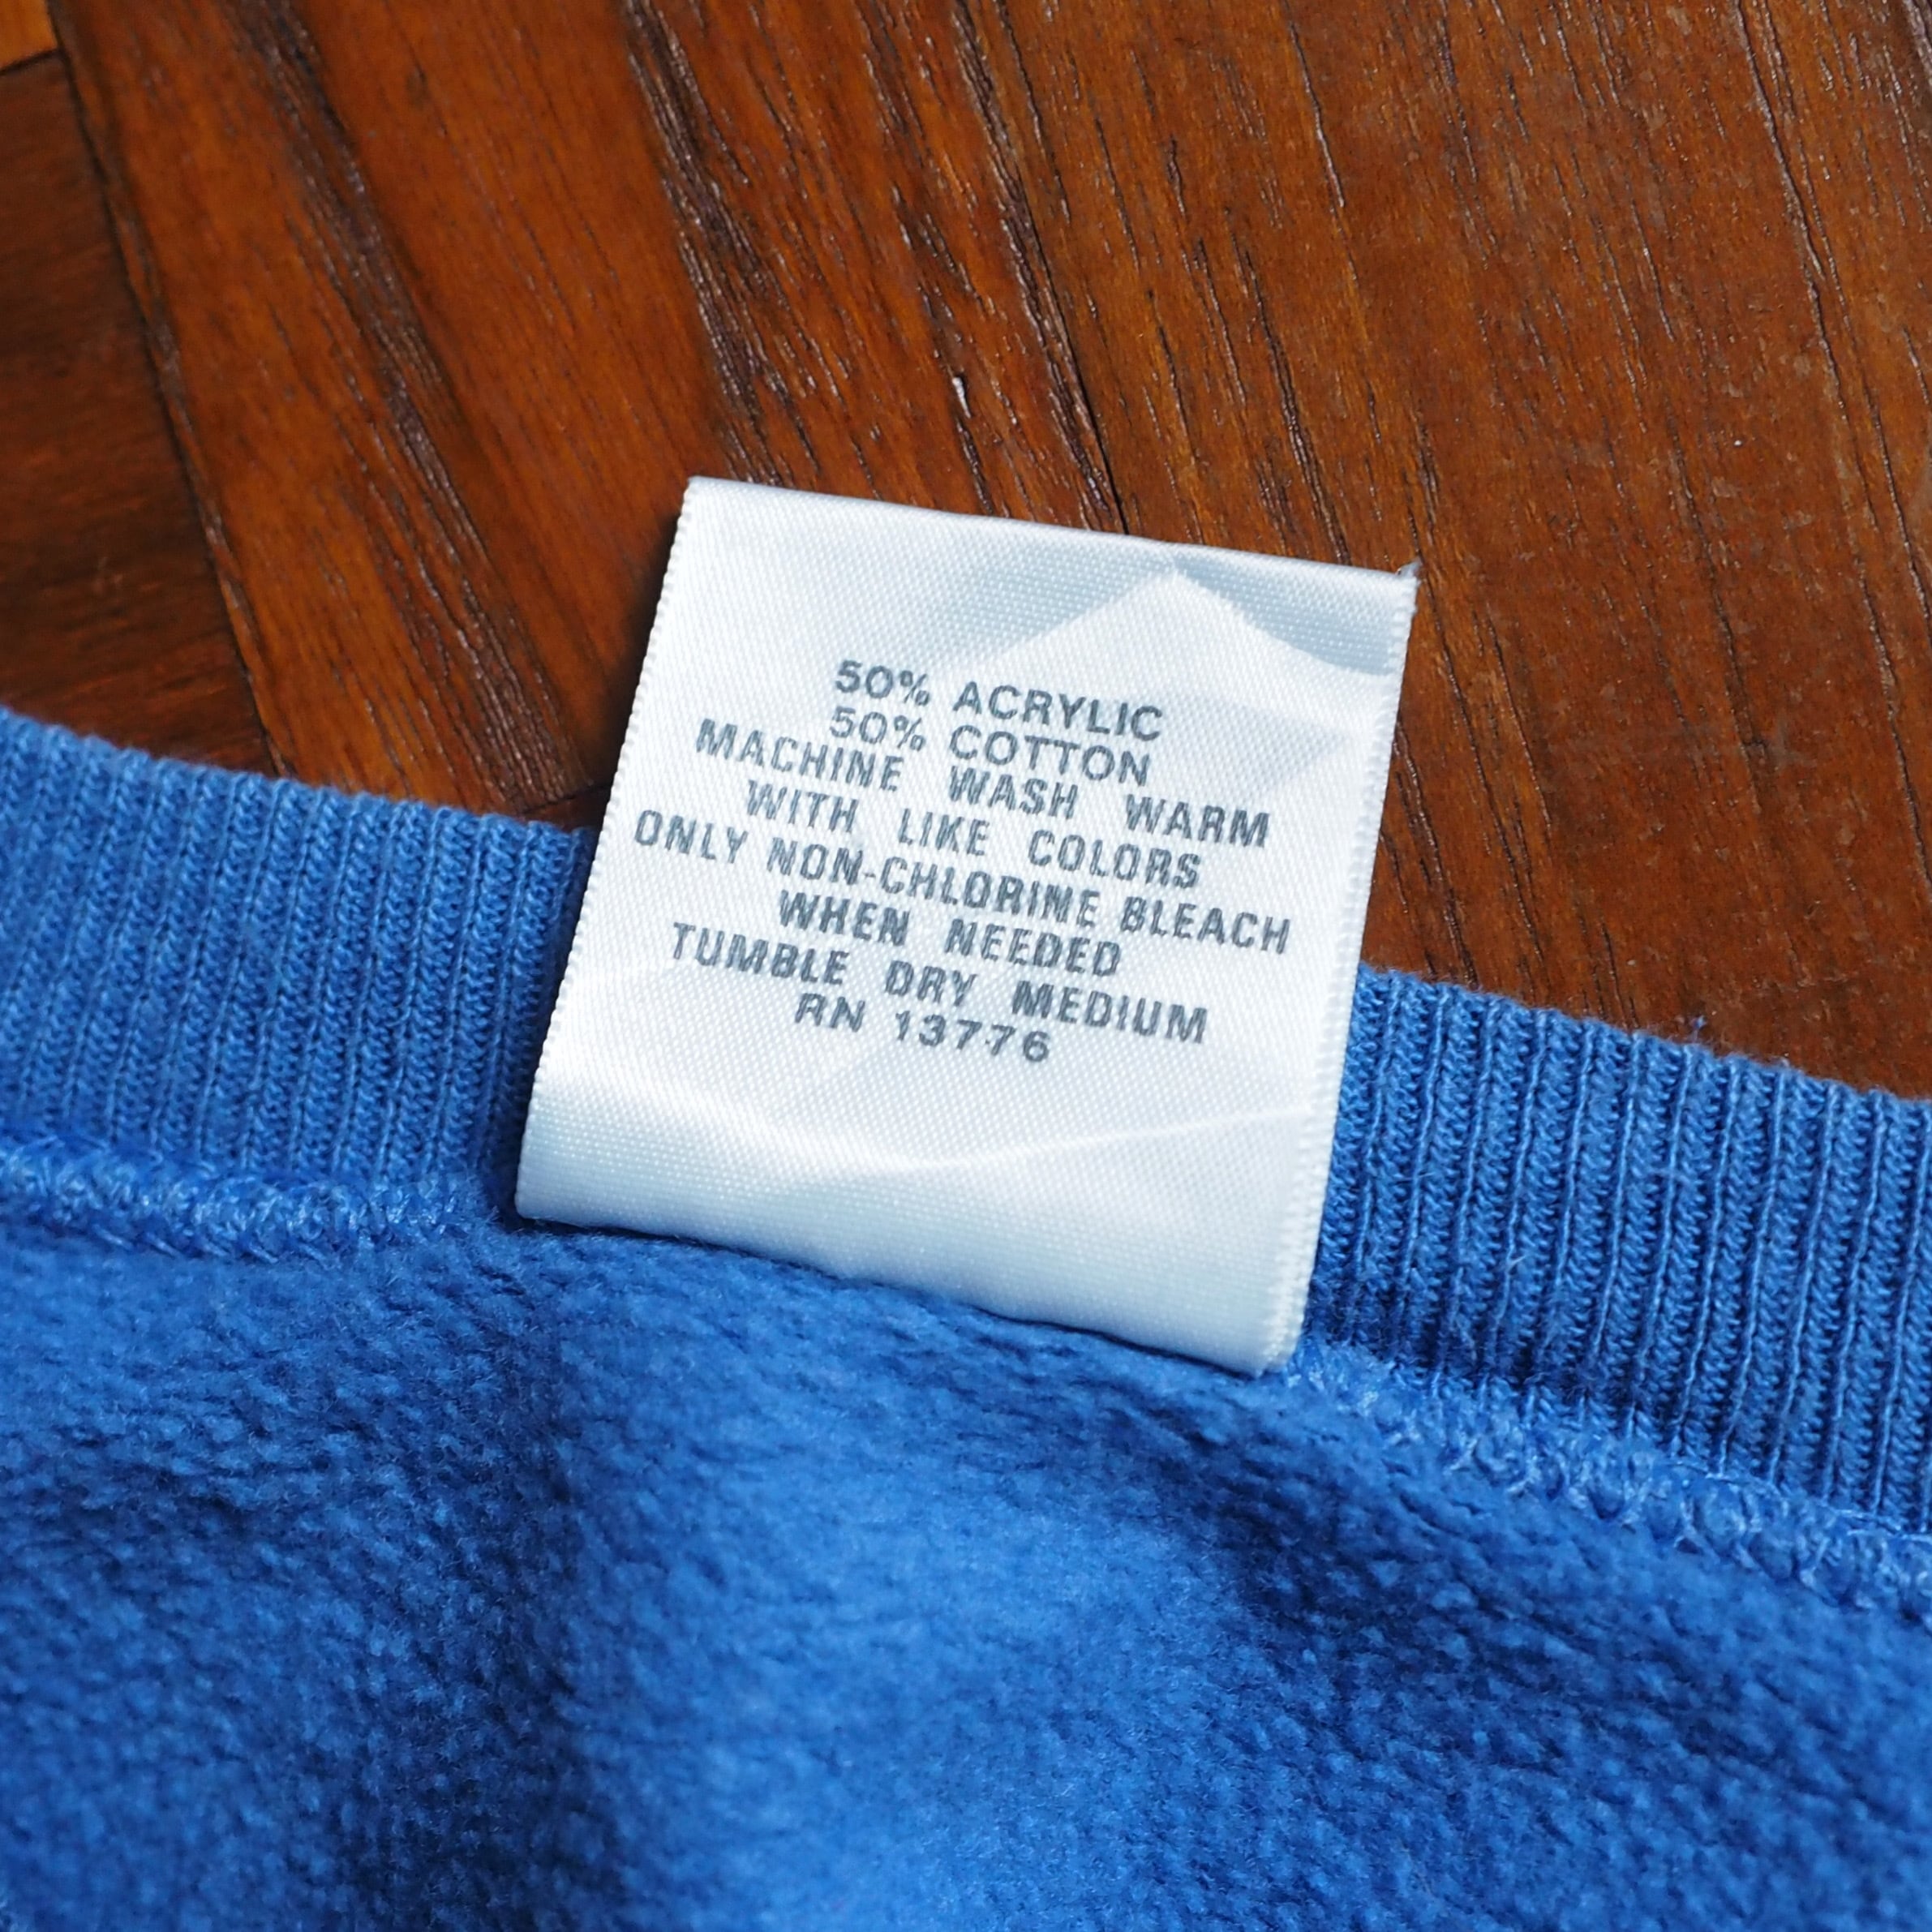 50% ACRYLIC
50% COTTON
MACHINE WASH WARM
WITH LIKE COLORS
ONLY NON-CHLORINE BLEACH
WHEN NEEDED
TUMBLE DRY MEDIUM
RN 13776